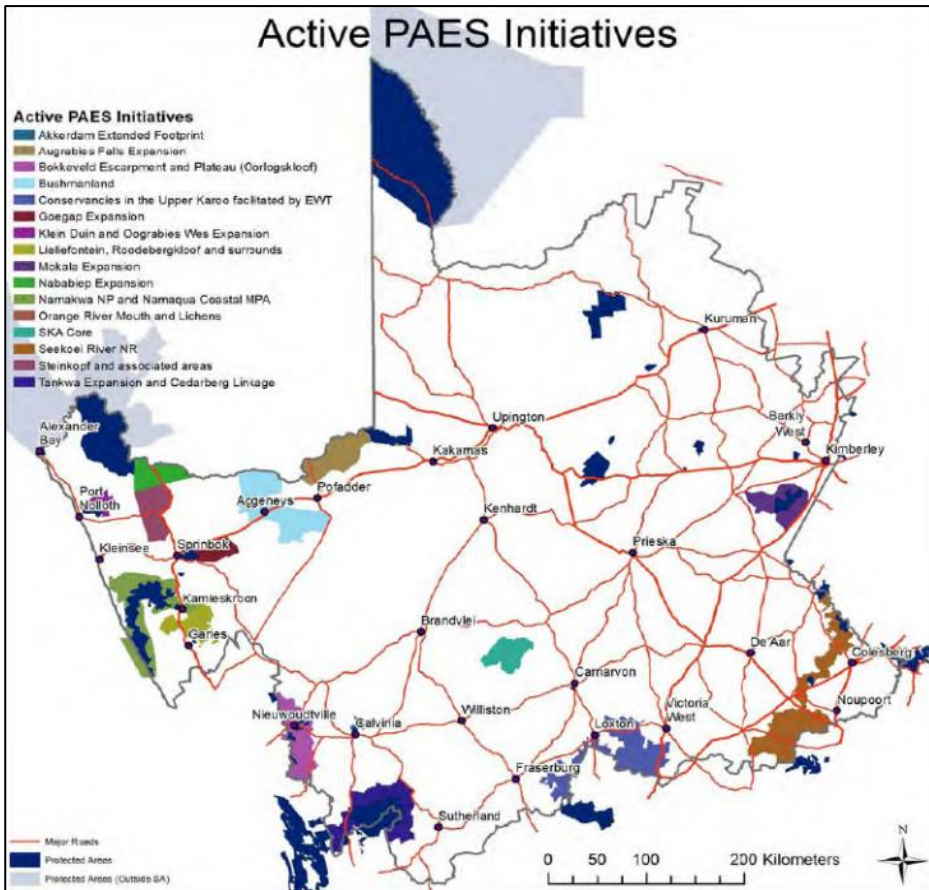 Active PAES Initiatives
Active PAES Initiatives
Akkerdam Extended Footprint
Augrabies Falls Expansion
Bokkeveld Escarpment and Plateau (Oorlogskloof)
Bushmanland
Conservancies in the Upper Karoo facilitated by EWT
Goegap Expansion
Klein Duin and Oograbies Wes Expansion
Lieliefontein, Roodebergkloof and surrounds
Mokala Expansion
Nababiep Expansion
Namakwa NP and Namaqua Coastal MPA
Orange River Mouth and Lichens
SKA Core
Seekoei River NR
Steinkopf and associated areas
Tankwa Expansion and Cedarberg Linkage
Kuruman
Alexander
Bay
Upington
Barkly
West
Kakamas
Kimberley
Port
Nolloth
Aggeneys
Pofadder
Kenhardt
Kleinsee
Sprinbok
Prieska
Kamieskroon
Garies
Brandvlei
De Aar
Colesberg
Carnarvon
Nieuwoudtville
Calvinia
Williston
Loxton
Victoria
West
Noupoort
Fraserburg
Sutherland
Major Roads
Protected Areas
Protected Areas (Outside SA)
0 50 100 200 Kilometers
N